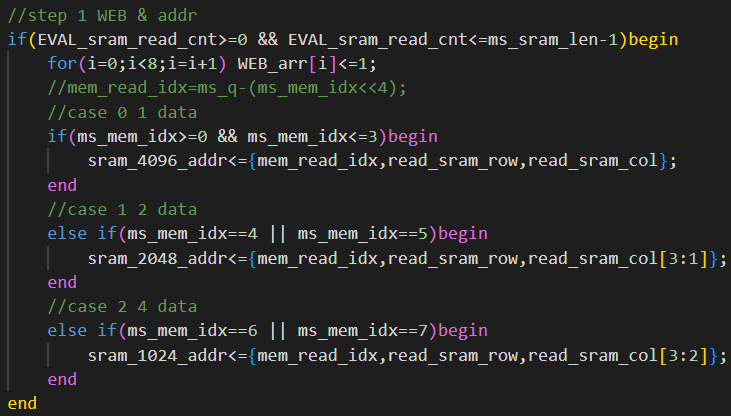 //step 1 WEB & addr
if(EVAL_sram_read_cnt>=0 && EVAL_sram_read_cnt<=ms_sram_len-1)begin
    for(i=0;i<8;i=i+1) WEB_arr[i]<=1;
    //mem_read_idx=ms_q-(ms_mem_idx<<4);
    //case 0 1 data
    if(ms_mem_idx>=0 && ms_mem_idx<=3)begin
        sram_4096_addr<={mem_read_idx,read_sram_row,read_sram_col};
    end
    //case 1 2 data
    else if(ms_mem_idx==4 || ms_mem_idx==5)begin
        sram_2048_addr<={mem_read_idx,read_sram_row,read_sram_col[3:1]};
    end
    //case 2 4 data
    else if(ms_mem_idx==6 || ms_mem_idx==7)begin
        sram_1024_addr<={mem_read_idx,read_sram_row,read_sram_col[3:2]};
    end
end